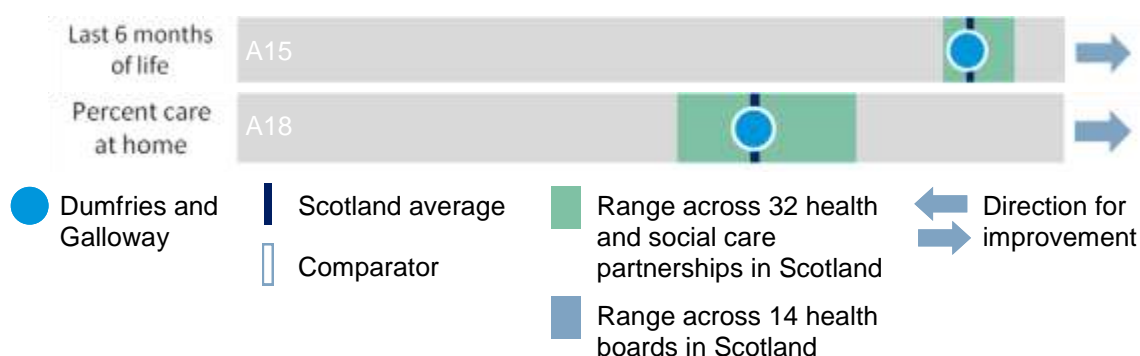 Last 6 months
of life
A15
Percent care
at home
A18
Dumfries and
Galloway
Scotland average
Comparator
Range across 32 health
and social care
partnerships in Scotland
Range across 14 health
boards in Scotland
Direction for
improvement